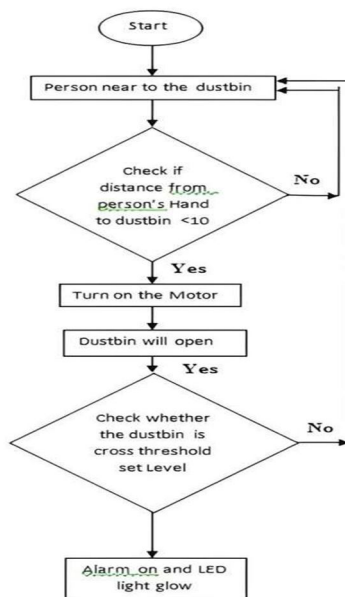 Start
Person near to the dustbin
Check if
distance from
person's Hand
to dustbin <10
No
Yes
Turn on the Motor
Dustbin will open
Yes
Check whether
the dustbin is
cross threshold
set Level
No
Alarm on and LED
light glow